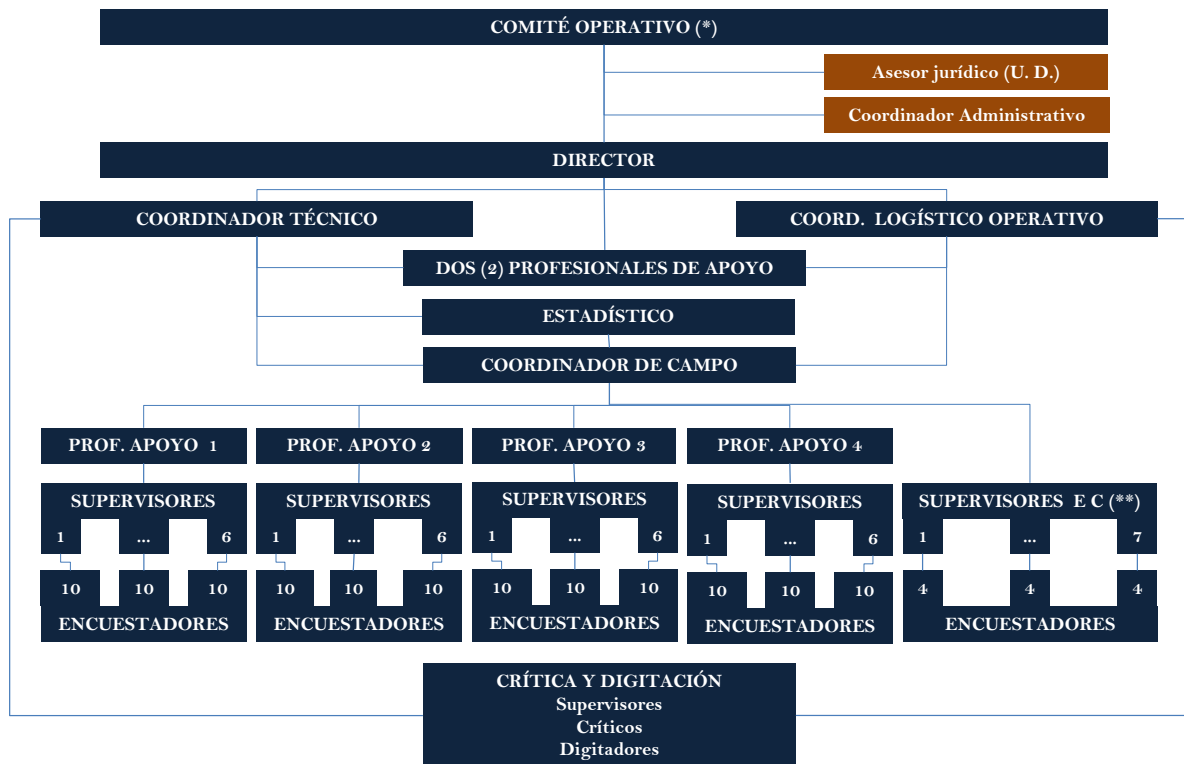 COMITÉ OPERATIVO (*)
Asesor jurídico (U. D.)
Coordinador Administrativo
DIRECTOR
COORDINADOR TÉCNICO
COORD. LOGÍSTICO OPERATIVO
DOS (2) PROFESIONALES DE APOYO
ESTADÍSTICO
COORDINADOR DE CAMPO
PROF. APOYO 1
PROF. APOYO 2
PROF. APOYO 3
PROF. APOYO 4
SUPERVISORES
1 ... 6
10 10 10
ENCUESTADORES
SUPERVISORES
1 ... 6
10 10 10
ENCUESTADORES
SUPERVISORES
1 ... 6
10 10 10
ENCUESTADORES
SUPERVISORES
1 ... 6
10 10 10
ENCUESTADORES
SUPERVISORES E C (**)
1 ... 7
4 4 4
ENCUESTADORES
CRÍTICA Y DIGITACIÓN
Supervisores
Críticos
Digitadores